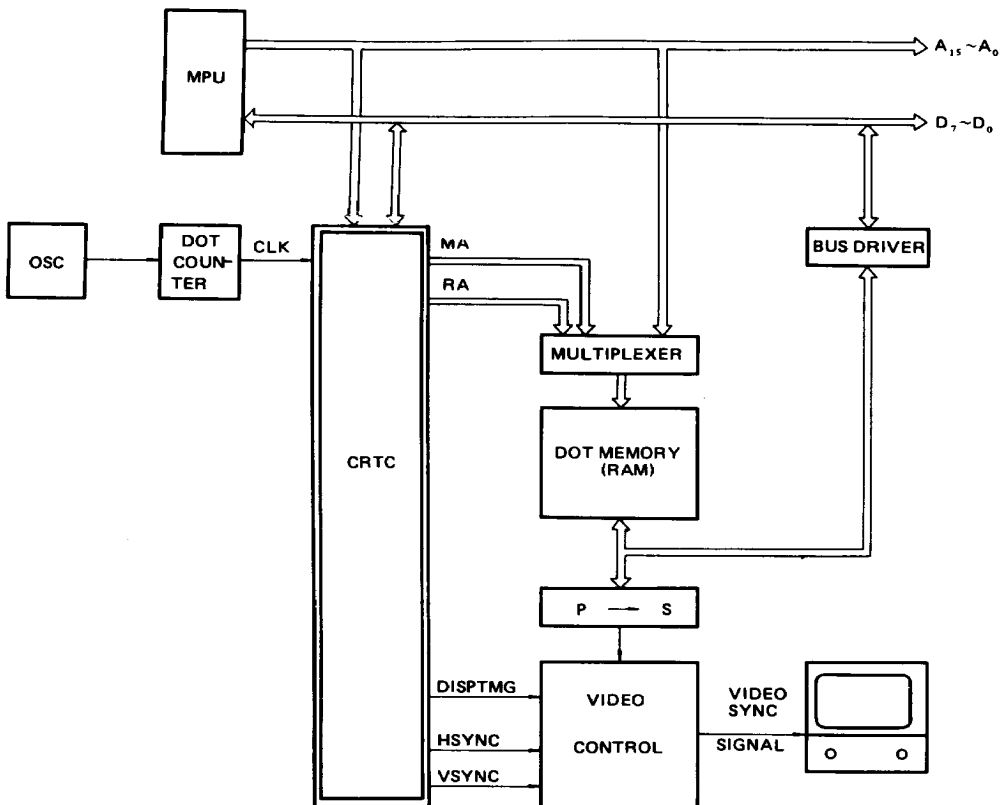 MPU
A₁₅~A₀
D₇~D₀
OSC
DOT
COUN-
TER
CLK
MA
RA
BUS DRIVER
MULTIPLEXER
DOT MEMORY
(RAM)
CRTC
P → S
DISPTMG
HSYNC
VSYNC
VIDEO
CONTROL
VIDEO
SYNC
SIGNAL